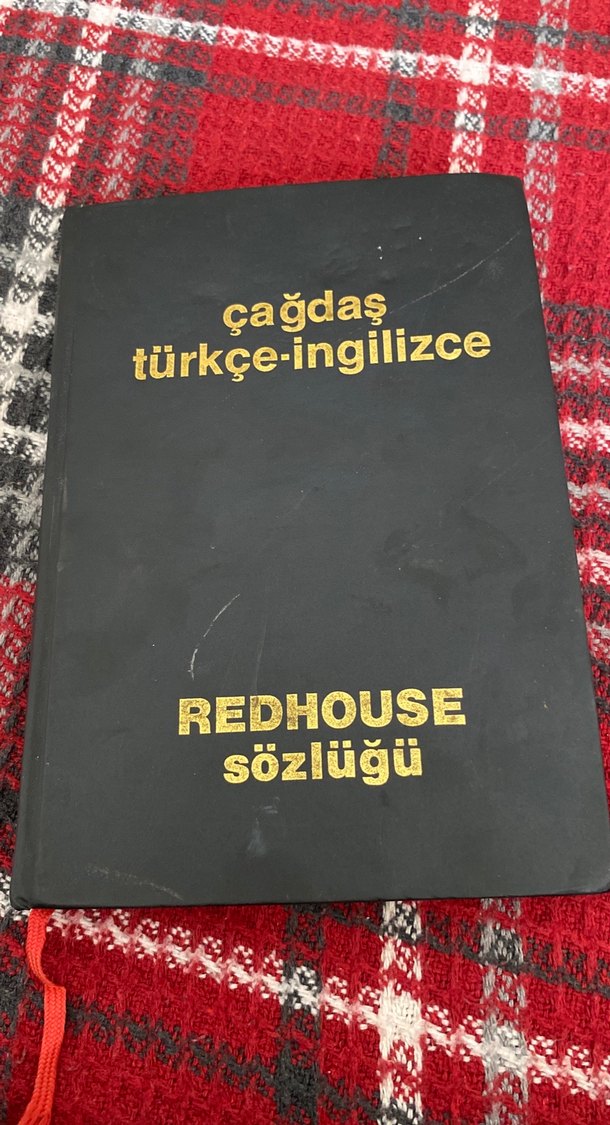 çağdaş
türkçe-ingilizce
REDHOUSE
sözlüğü